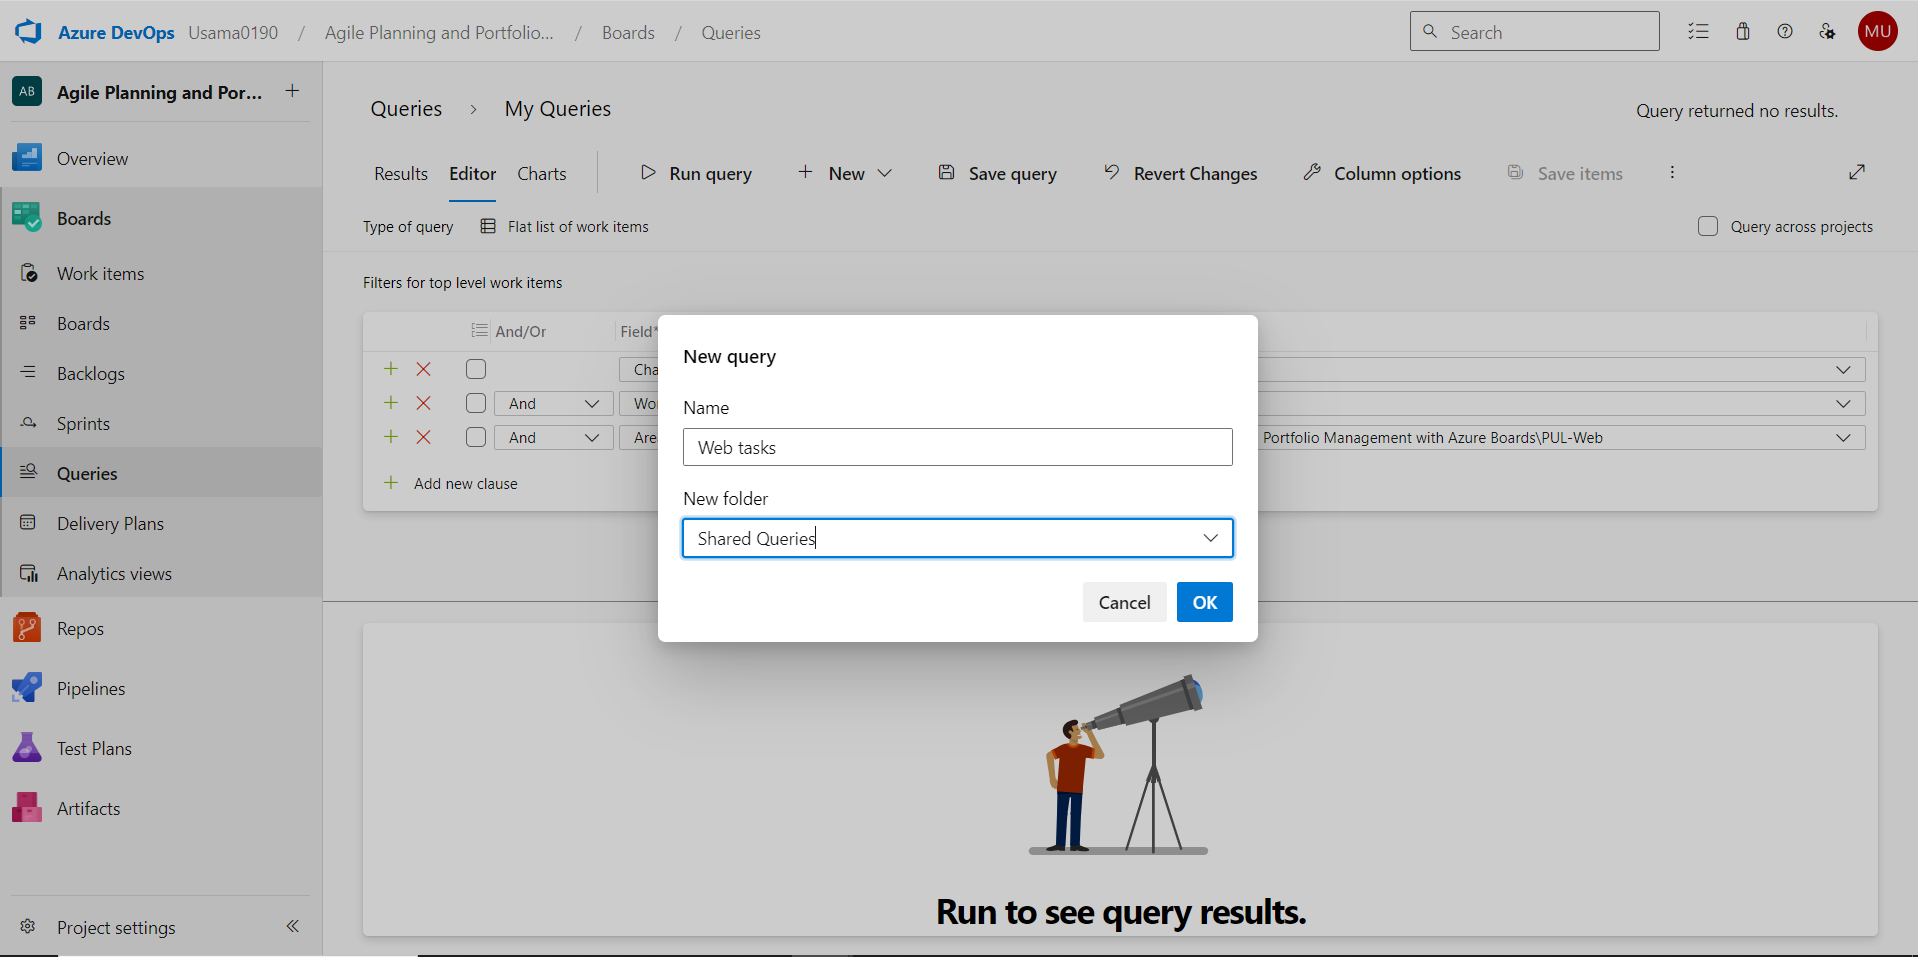 Azure DevOps Usama0190 / Agile Planning and Portfolio... / Boards / Queries
Search
MU
AB Agile Planning and Por...
Overview
Boards
Work items
Boards
Backlogs
Sprints
Queries
Delivery Plans
Analytics views
Repos
Pipelines
Test Plans
Artifacts
Project settings
Queries > My Queries
Query returned no results.
Results Editor Charts Run query New Save query Revert Changes Column options Save items
Type of query Flat list of work items
Query across projects
Filters for top level work items
And/Or Field*
Cha
And Wo
And Are Portfolio Management with Azure Boards\PUL-Web
Add new clause
New query
Name
Web tasks
New folder
Shared Queries
Cancel OK
Run to see query results.